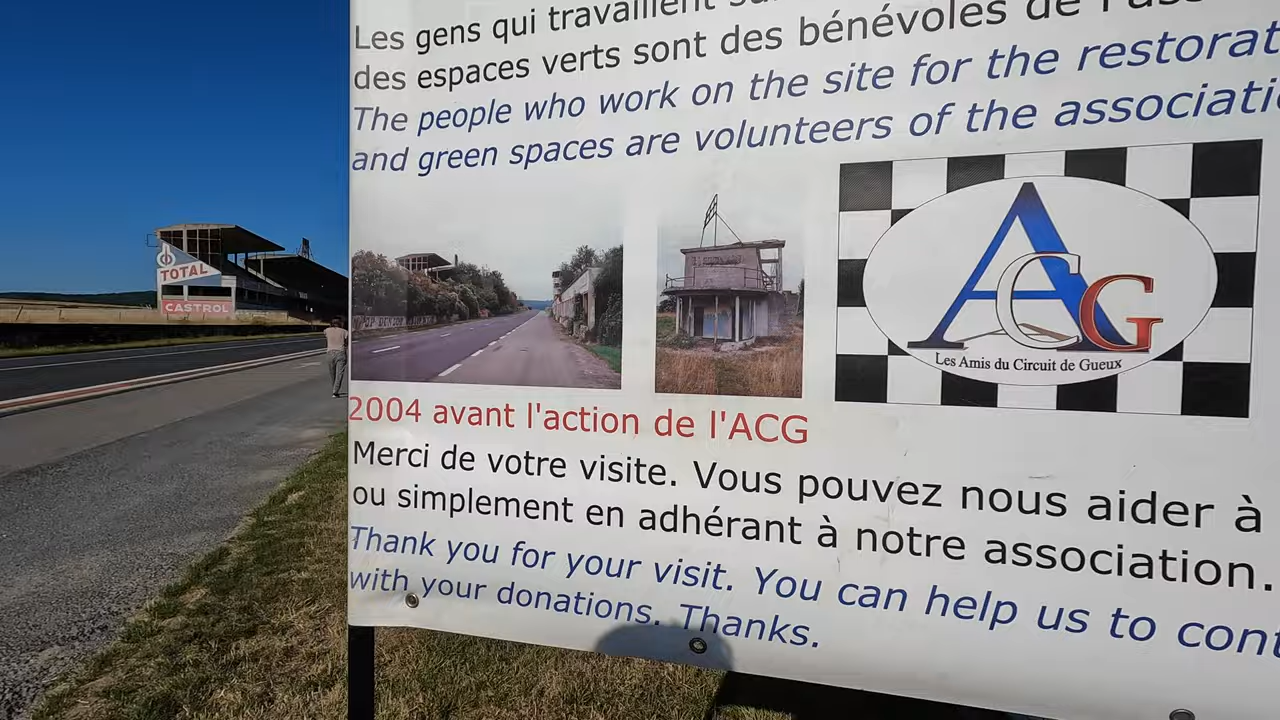 Les gens qui travaillent
des espaces verts sont des bénévoles de
The people who work on the site for the
and green spaces are volunteers of the
TOTAL
CASTROL
ACG
Les Amis du Circuit de Gueux
2004 avant l'action de l'ACG
Merci de votre visite. Vous pouvez nous aider à
ou simplement en adhérant à notre association.
Thank you for your visit. You can help us to
with your donations. Thanks.